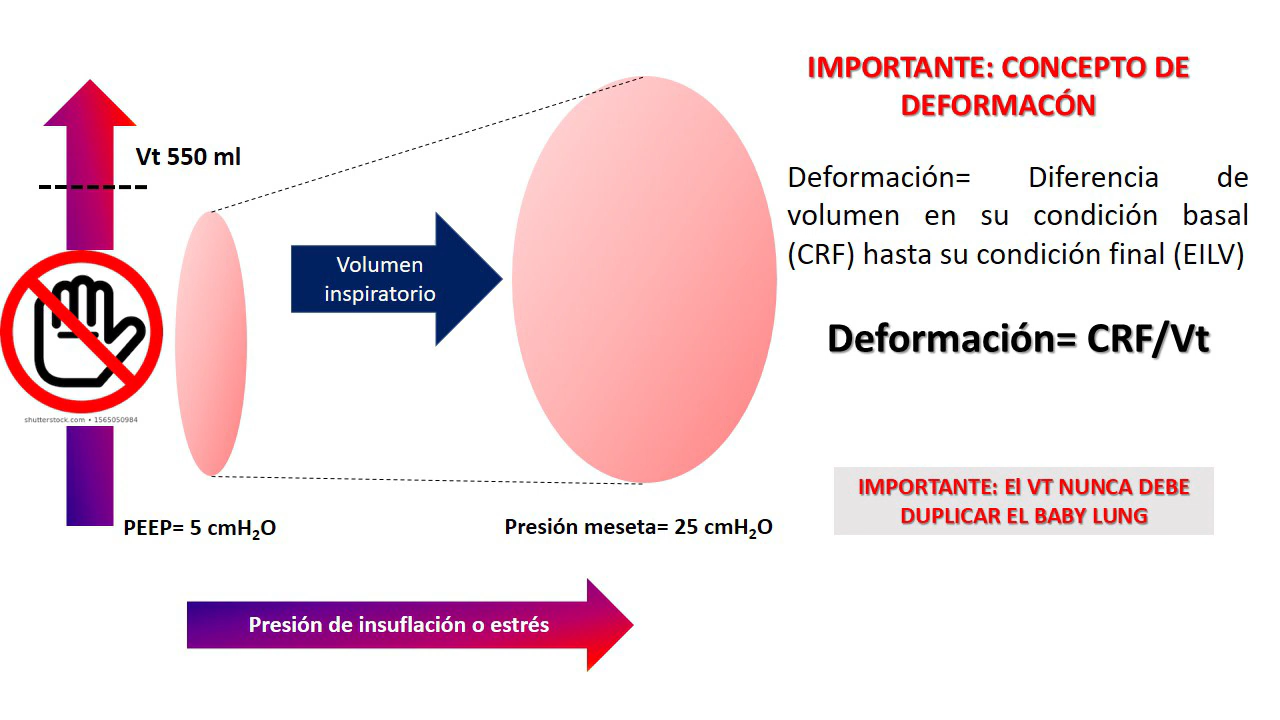 IMPORTANTE: CONCEPTO DE
DEFORMACÓN
Vt 550 ml
Deformación= Diferencia de
volumen en su condición basal
(CRF) hasta su condición final (EILV)
Volumen
inspiratorio
Deformación= CRF/Vt
shutterstock.com • 1565050984
IMPORTANTE: El VT NUNCA DEBE
DUPLICAR EL BABY LUNG
PEEP= 5 cmH₂O
Presión meseta= 25 cmH₂O
Presión de insuflación o estrés